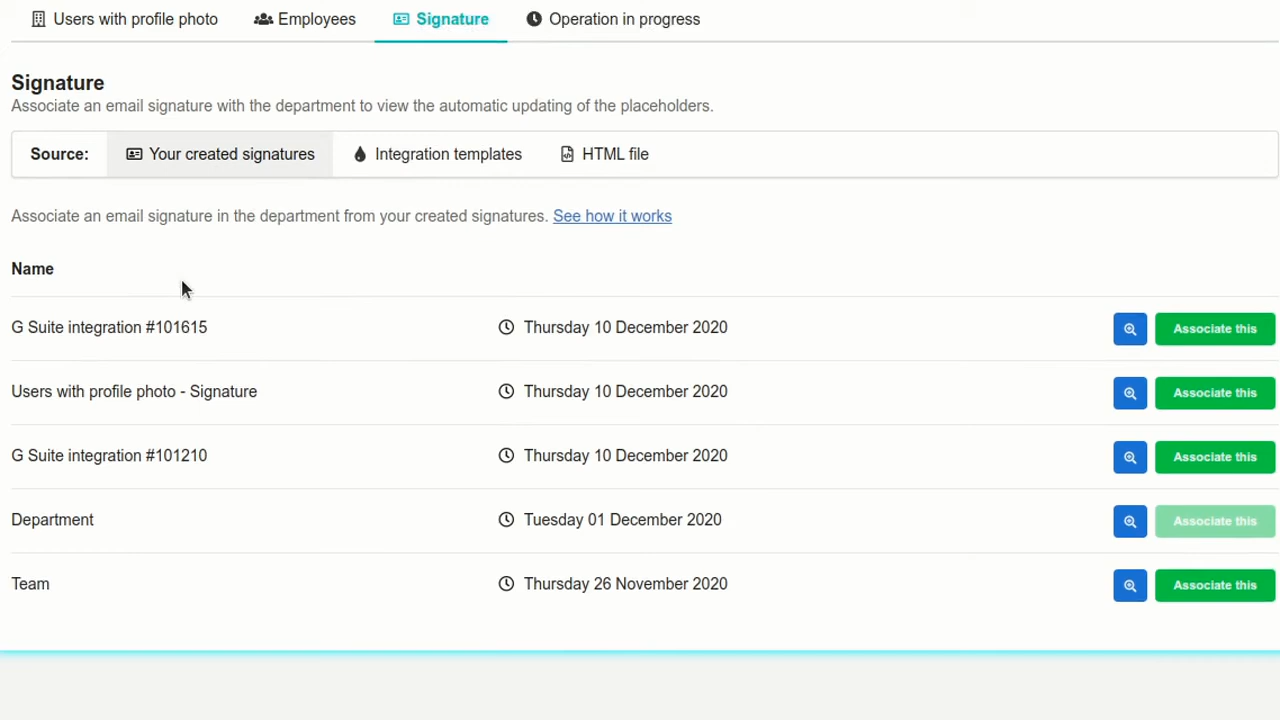 Users with profile photo Employees Signature Operation in progress
Signature
Associate an email signature with the department to view the automatic updating of the placeholders.
Source: Your created signatures Integration templates HTML file
Associate an email signature in the department from your created signatures. See how it works
Name
G Suite integration #101615 Thursday 10 December 2020 Associate this
Users with profile photo - Signature Thursday 10 December 2020 Associate this
G Suite integration #101210 Thursday 10 December 2020 Associate this
Department Tuesday 01 December 2020 Associate this
Team Thursday 26 November 2020 Associate this